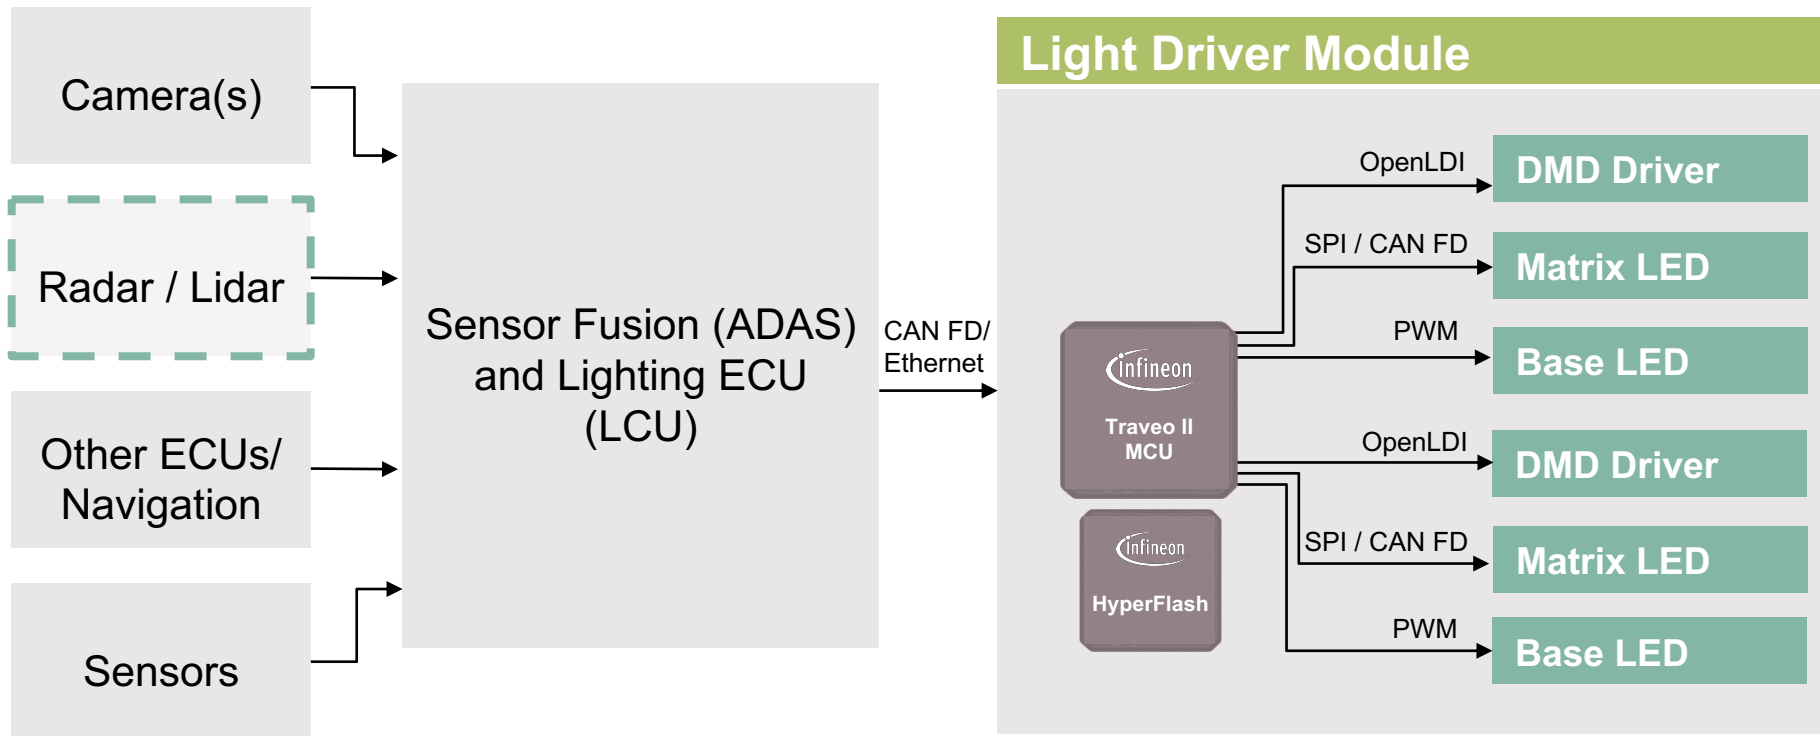 Camera(s)
Radar / Lidar
Other ECUs/
Navigation
Sensors
Sensor Fusion (ADAS)
and Lighting ECU
(LCU)
CAN FD/
Ethernet
Light Driver Module
infineon
Traveo II
MCU
infineon
HyperFlash
OpenLDI
DMD Driver
SPI / CAN FD
Matrix LED
PWM
Base LED
OpenLDI
DMD Driver
SPI / CAN FD
Matrix LED
PWM
Base LED